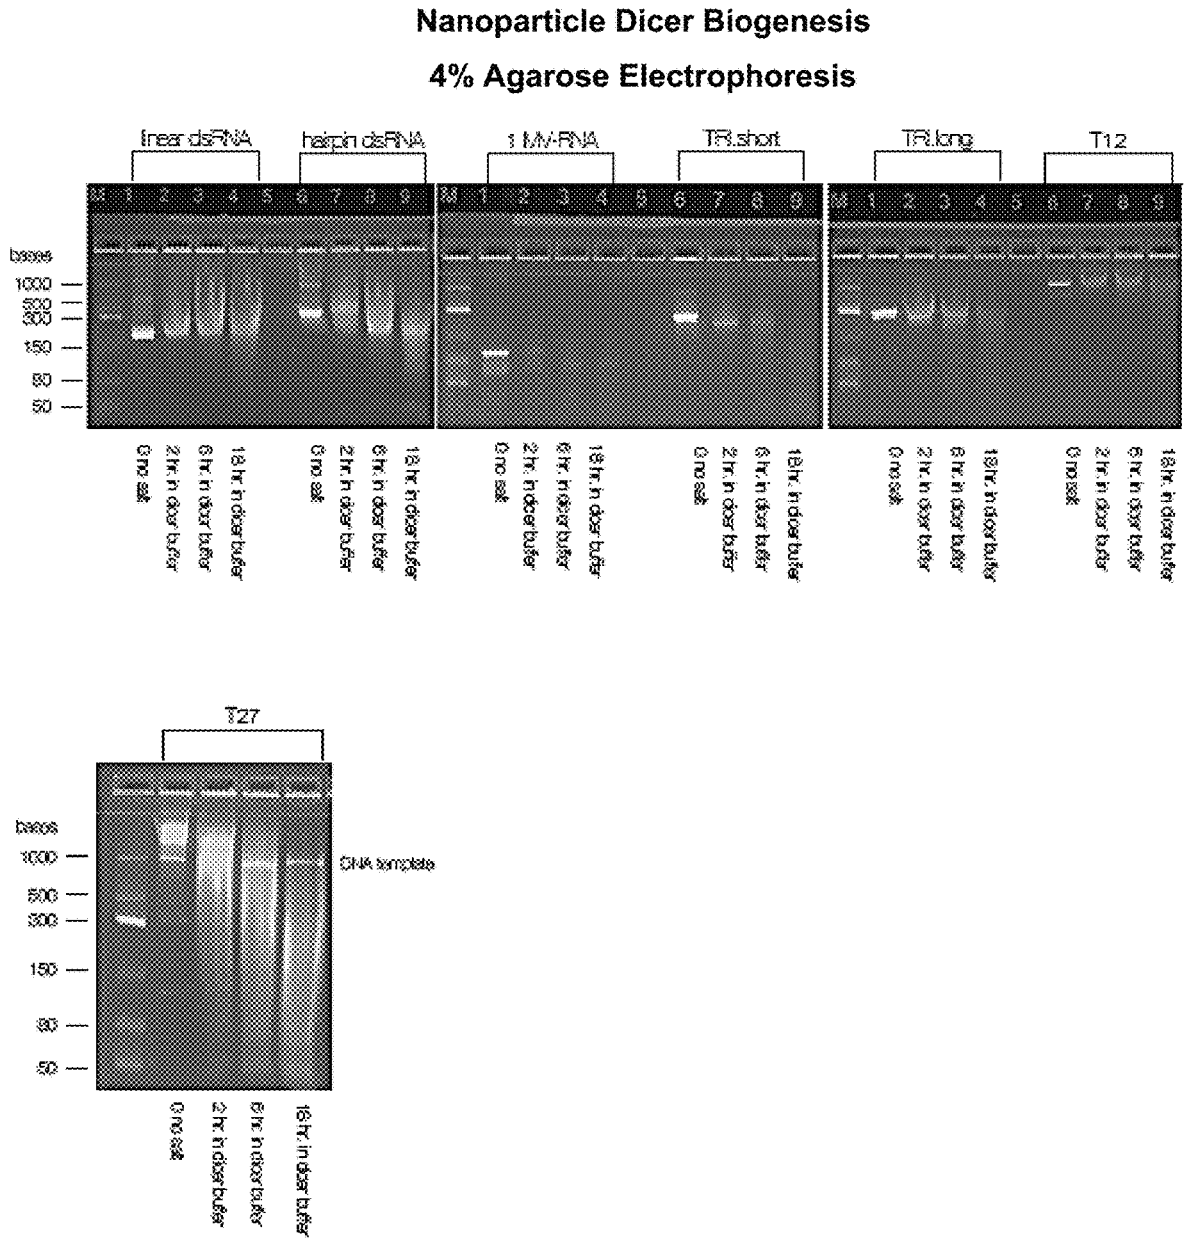 Nanoparticle Dicer Biogenesis
4% Agarose Electrophoresis
linear dsRNA hairpin dsRNA TRI.short TRI.long T12
M 1 2 3 4 5 6 7 8 9 M 1 2 3 4 5 6 7 8 9 M 1 2 3 4 5 6 7 8 9
bases
1000
500
300
150
80
50
0 no salt
2 hr. in dicer buffer
6 hr. in dicer buffer
18 hr. in dicer buffer
0 no salt
2 hr. in dicer buffer
6 hr. in dicer buffer
18 hr. in dicer buffer
0 no salt
2 hr. in dicer buffer
6 hr. in dicer buffer
18 hr. in dicer buffer
0 no salt
2 hr. in dicer buffer
6 hr. in dicer buffer
18 hr. in dicer buffer
0 no salt
2 hr. in dicer buffer
6 hr. in dicer buffer
18 hr. in dicer buffer
0 no salt
2 hr. in dicer buffer
6 hr. in dicer buffer
18 hr. in dicer buffer
T27
bases
1000
500
300
150
80
50
DNA template
0 no salt
2 hr. in dicer buffer
6 hr. in dicer buffer
18 hr. in dicer buffer